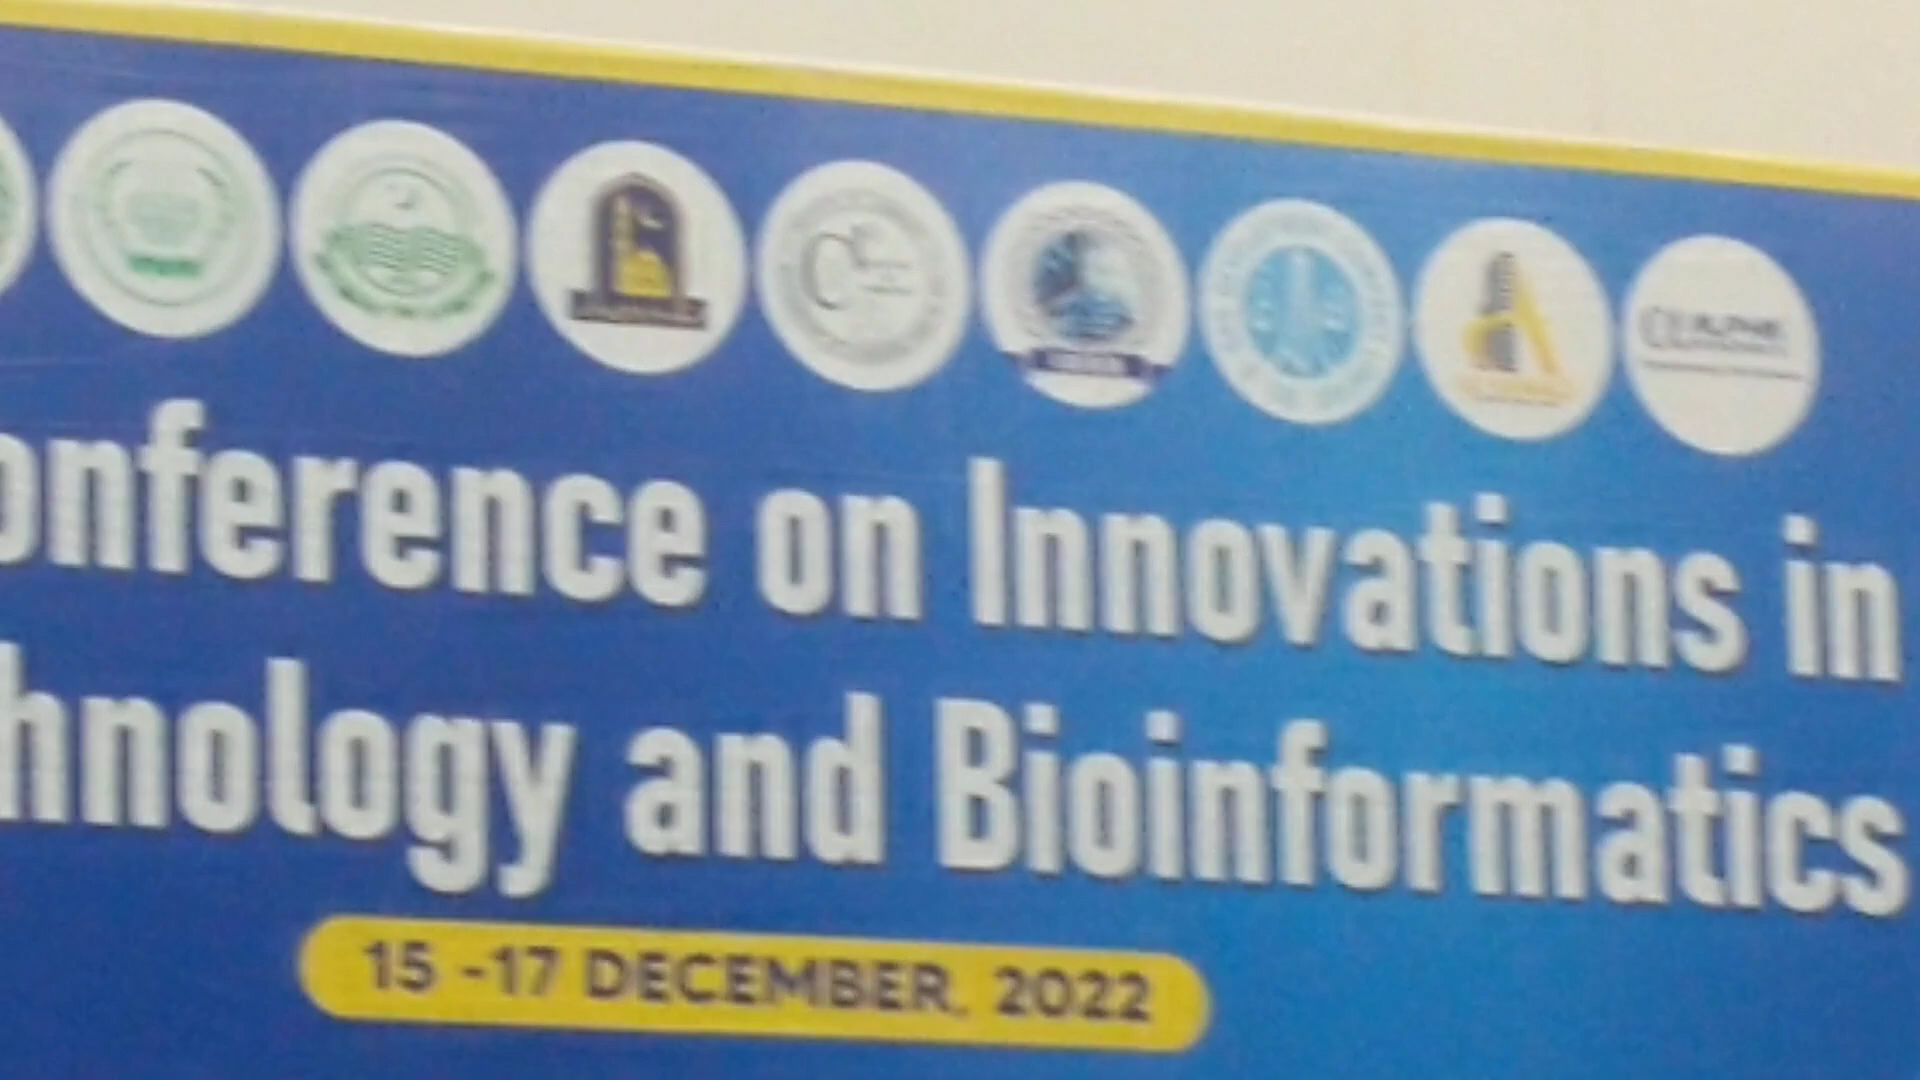 onference on Innovations in
hnology and Bioinformatics
15 -17 DECEMBER, 2022